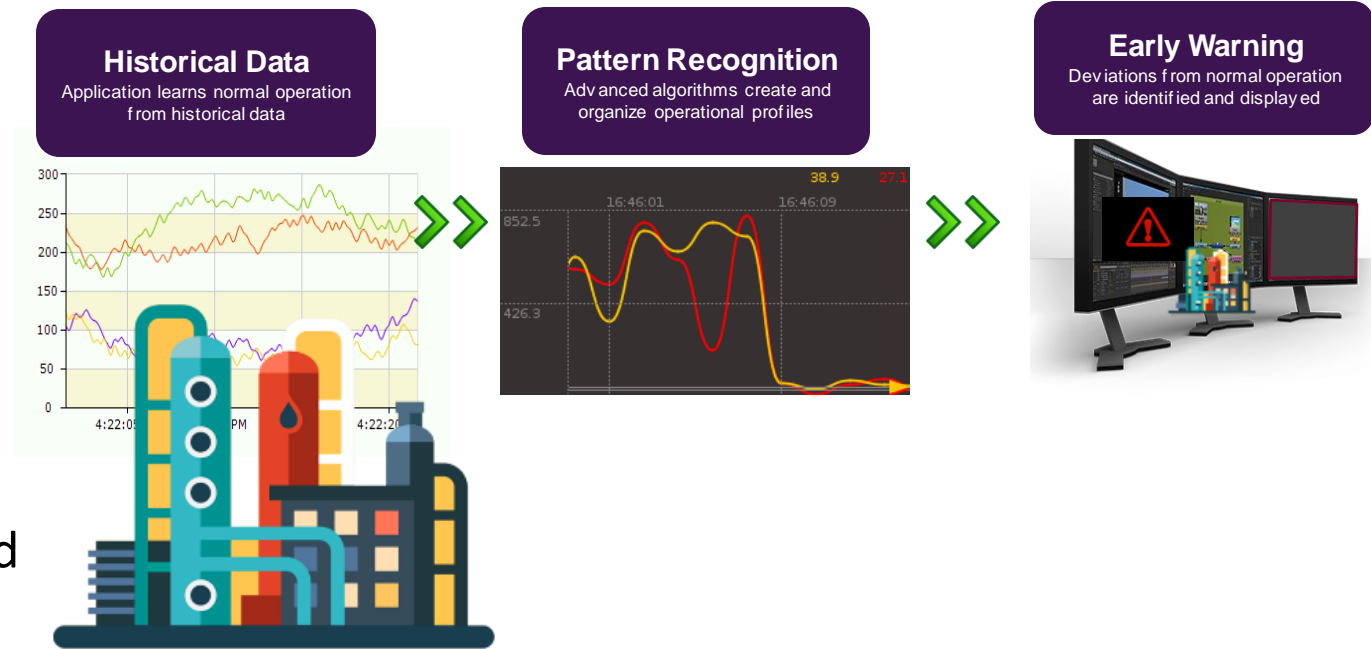 Historical Data
Application learns normal operation
from historical data
Pattern Recognition
Advanced algorithms create and
organize operational profiles
Early Warning
Deviations from normal operation
are identified and displayed
300
250
200
150
100
50
0
PM
38.9
27.1
16:46:01
16:46:09
852.5
426.3